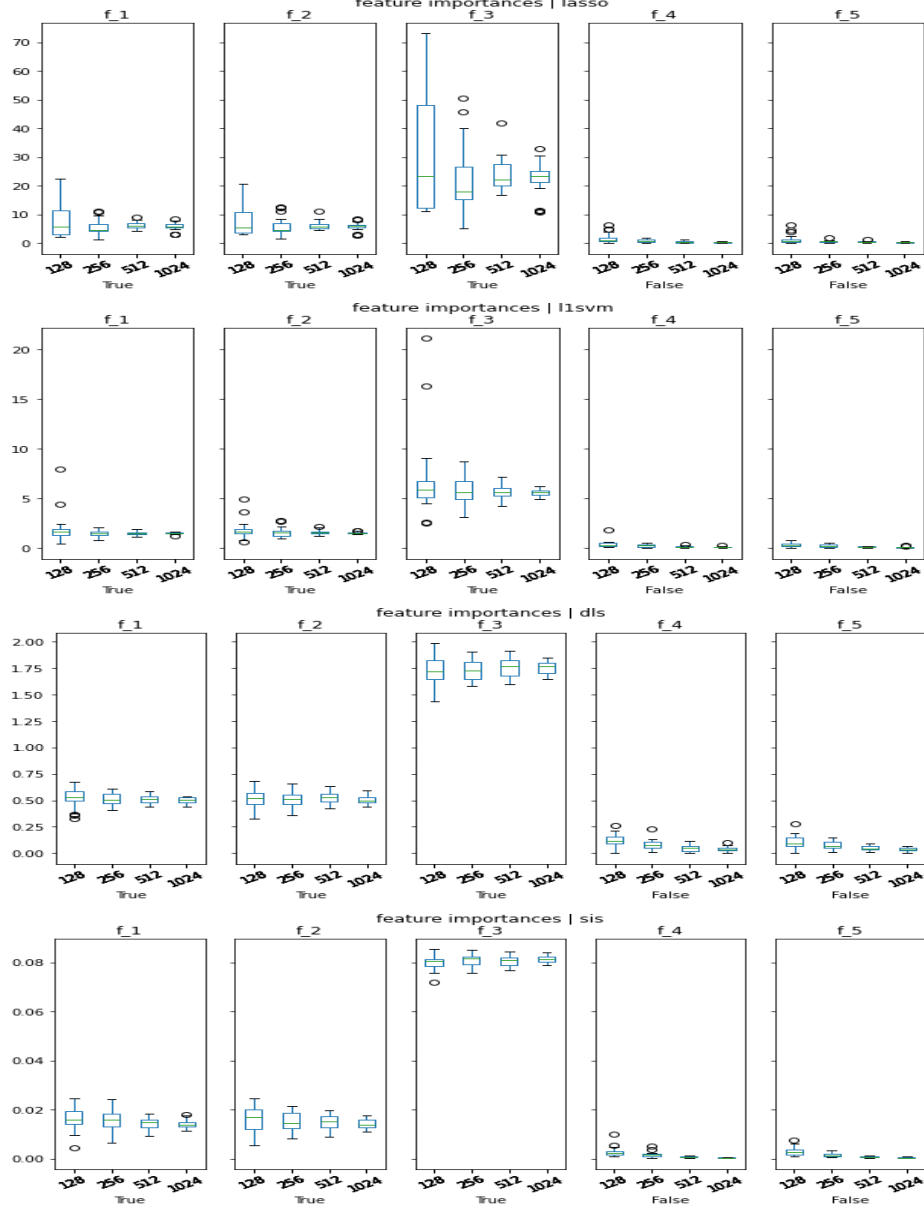 feature importances | lasso
f_1 f_2 f_3 f_4 f_5
70
60
50
40
30
20
10
0
128 256 512 1024 128 256 512 1024 128 256 512 1024 128 256 512 1024 128 256 512 1024
True True True False False
feature importances | l1svm
f_1 f_2 f_3 f_4 f_5
20
15
10
5
0
128 256 512 1024 128 256 512 1024 128 256 512 1024 128 256 512 1024 128 256 512 1024
True True True False False
feature importances | dls
f_1 f_2 f_3 f_4 f_5
2.00
1.75
1.50
1.25
1.00
0.75
0.50
0.25
0.00
128 256 512 1024 128 256 512 1024 128 256 512 1024 128 256 512 1024 128 256 512 1024
True True True False False
feature importances | sis
f_1 f_2 f_3 f_4 f_5
0.08
0.06
0.04
0.02
0.00
128 256 512 1024 128 256 512 1024 128 256 512 1024 128 256 512 1024 128 256 512 1024
True True True False False